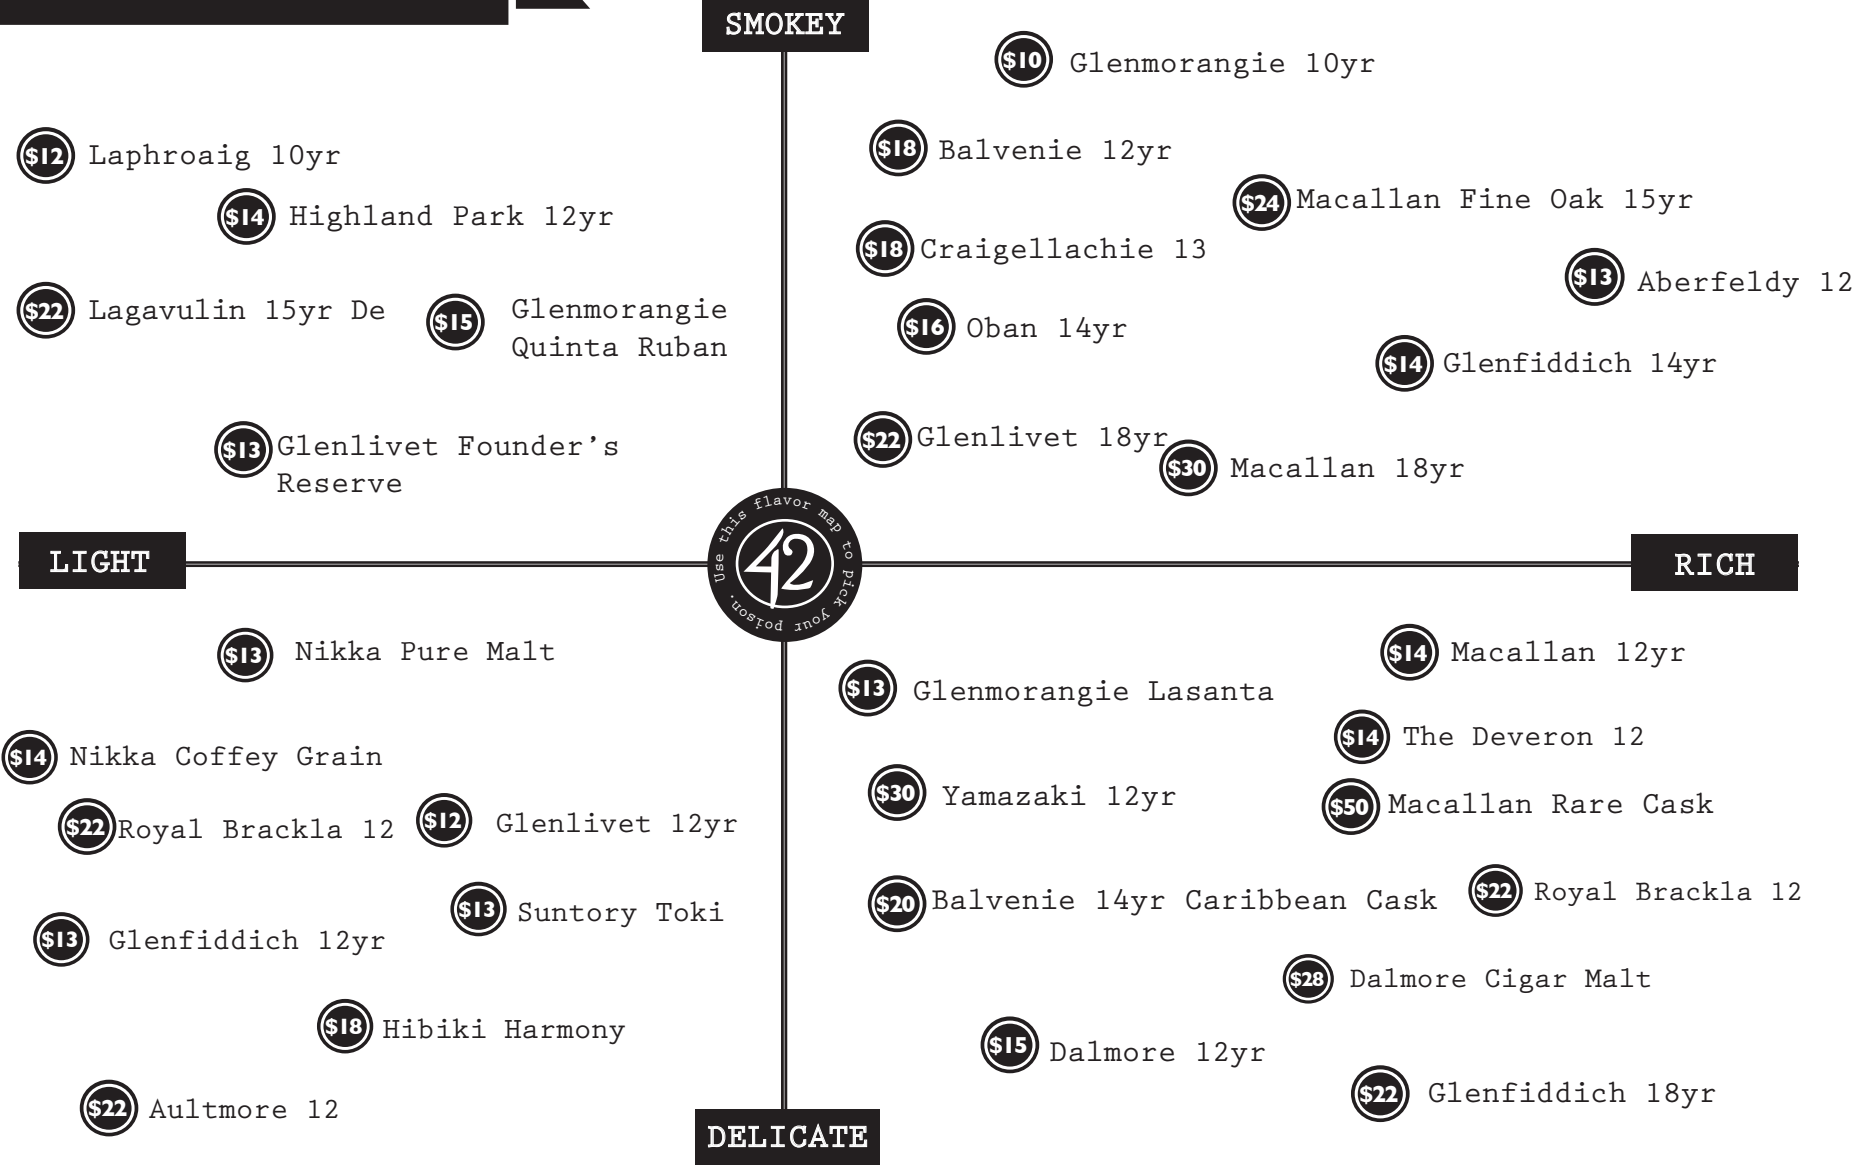 SMOKEY
$10 Glenmorangie 10yr
$12 Laphroaig 10yr
$18 Balvenie 12yr
$14 Highland Park 12yr
$24 Macallan Fine Oak 15yr
$18 Craigellachie 13
$13 Aberfeldy 12
$22 Lagavulin 15yr De
$15 Glenmorangie
Quinta Ruban
$16 Oban 14yr
$14 Glenfiddich 14yr
$13 Glenlivet Founder's
Reserve
$22 Glenlivet 18yr
$30 Macallan 18yr
LIGHT
Use this flavor map to pick your poison.
42
RICH
$13 Nikka Pure Malt
$14 Macallan 12yr
$13 Glenmorangie Lasanta
$14 The Deveron 12
$14 Nikka Coffey Grain
$30 Yamazaki 12yr
$50 Macallan Rare Cask
$22 Royal Brackla 12
$12 Glenlivet 12yr
$20 Balvenie 14yr Caribbean Cask
$22 Royal Brackla 12
$13 Suntory Toki
$13 Glenfiddich 12yr
$28 Dalmore Cigar Malt
$18 Hibiki Harmony
$15 Dalmore 12yr
$22 Glenfiddich 18yr
$22 Aultmore 12
DELICATE